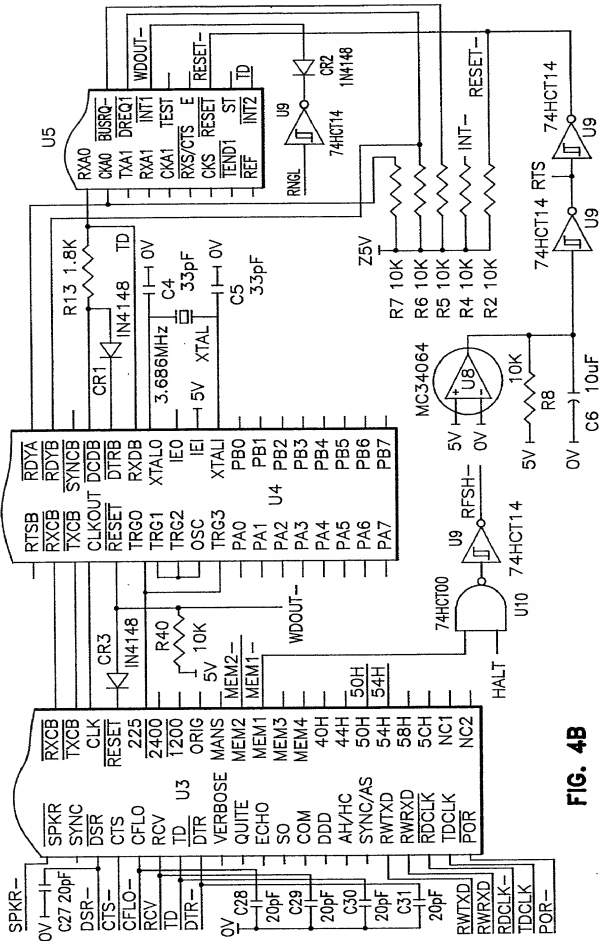 U5
RXA0
CKA0
TXA1
RXA1
CKA1
RXS/CTS
CKS
TEND1
REF
BUSRQ-
DREQ1
INT1
TEST
E
RESET
ST
INT2
WDOUT-
RESET-
TD
CR2
1N4148
U9
74HCT14
RNGL
R13 1.8K
TD
CR1
IN4148
0V
C4
33pF
3.686MHz
XTAL
0V
C5
33pF
5V
Z5V
R7 10K
R6 10K
R5 10K
R4 10K
R2 10K
INT-
RESET-
74HCT14
U9
RTS
74HCT14
U9
RTSB
RXCB
TXCB
CLKOUT
RESET
TRG0
TRG1
TRG2
OSC
TRG3
PA0
PA1
PA2
PA3
PA4
PA5
PA6
PA7
RDYA
RDYB
SYNCB
DCDB
DTRB
RXDB
XTAL0
IE0
IEI
XTALI
PB0
PB1
PB2
PB3
PB4
PB5
PB6
PB7
U4
MC34064
U8
+
-
5V
0V
5V
10K
R8
0V
C6
10uF
CR3
IN4148
R40
10K
5V
WDOUT-
RFSH-
U9
74HCT14
74HCT00
U10
HALT
MEM2-
MEM1-
50H
54H
U3
SPKR
SYNC
DSR
CTS
CFLO
RCV
TD
DTR
VERBOSE
QUITE
ECHO
SO
COM
DDD
AH/HC
SYNC/AS
RWTXD
RWRXD
RDCLK
TDCLK
POR
RXCB
TXCB
CLK
RESET
225
2400
1200
ORIG
MANS
MEM2
MEM1
MEM3
MEM4
40H
44H
50H
54H
58H
5CH
NC1
NC2
SPKR-
0V
C27 20pF
DSR-
CTS-
CFLO-
RCV
TD
DTR-
0V
C28
20pF
C29
20pF
C30
20pF
C31
20pF
RWTXD
RWRXD
RDCLK-
TDCLK
POR-
FIG. 4B